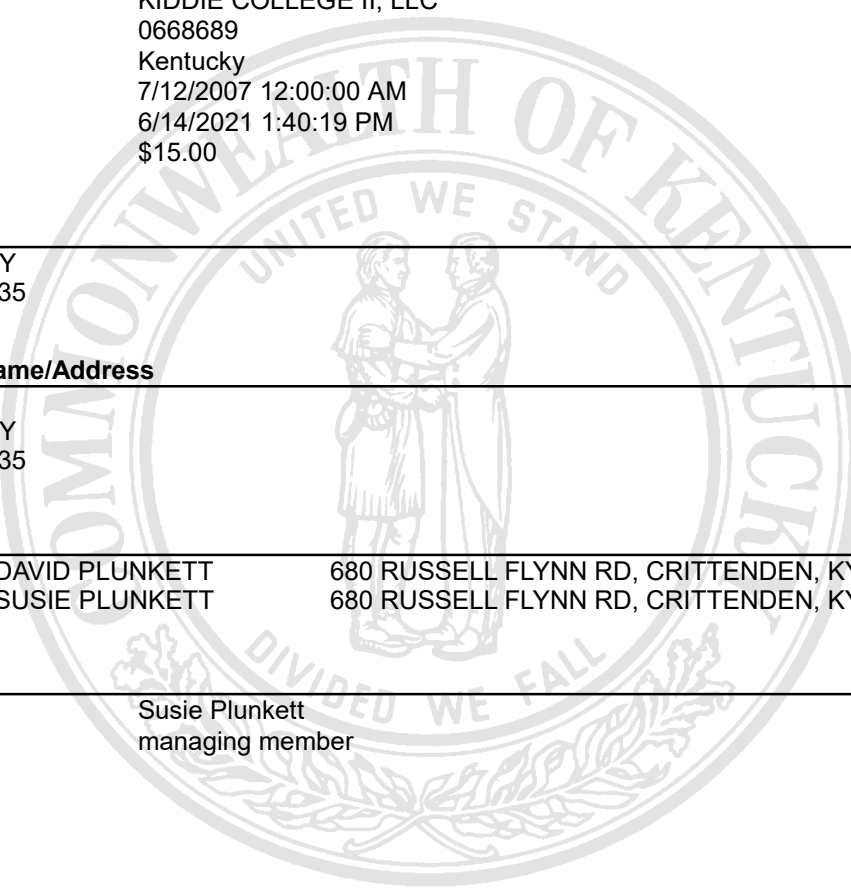 KIDDIE COLLEGE II, LLC
0668689
Kentucky
7/12/2007 12:00:00 AM
6/14/2021 1:40:19 PM
$15.00
Y
35
ame/Address
Y
35
DAVID PLUNKETT 680 RUSSELL FLYNN RD, CRITTENDEN, KY
SUSIE PLUNKETT 680 RUSSELL FLYNN RD, CRITTENDEN, KY
Susie Plunkett
managing member
COMMONWEALTH OF KENTUCKY
UNITED WE STAND
DIVIDED WE FALL